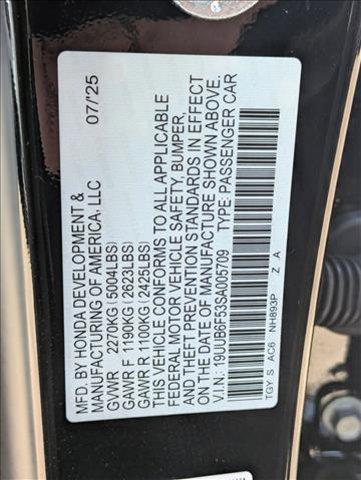 MFD. BY HONDA DEVELOPMENT &
MANUFACTURING OF AMERICA, LLC 07/'25
GVWR 2270KG(5004LBS)
GAWR F 1190KG(2623LBS)
GAWR R 1100KG(2425LBS)
THIS VEHICLE CONFORMS TO ALL APPLICABLE
FEDERAL MOTOR VEHICLE SAFETY, BUMPER,
AND THEFT PREVENTION STANDARDS IN EFFECT
ON THE DATE OF MANUFACTURE SHOWN ABOVE.
V.I.N.: 19UUB6F53SA005709 TYPE:PASSENGER CAR
TGY S AC6 NH893P Z A